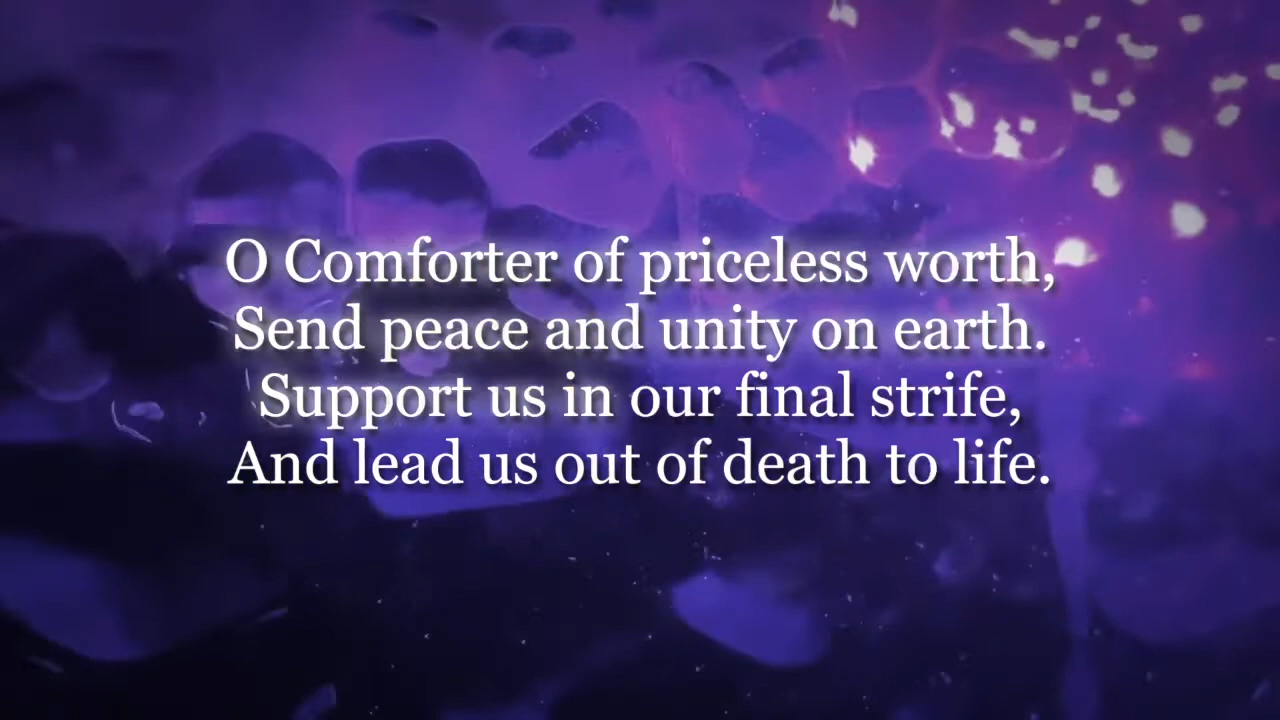 O Comforter of priceless worth,
Send peace and unity on earth.
Support us in our final strife,
And lead us out of death to life.